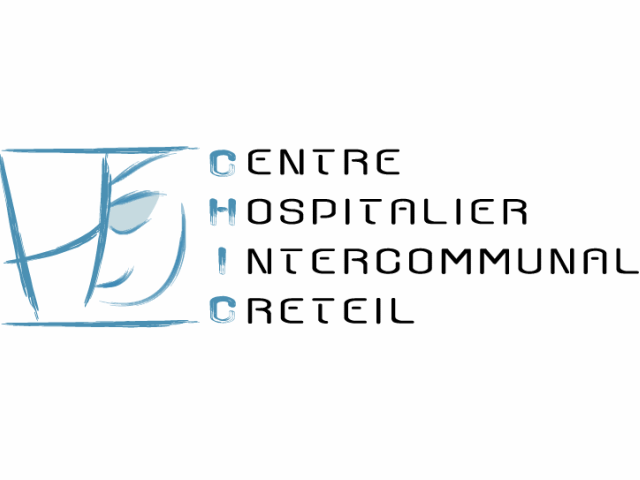 CENTRE
HOSPITALIER
INTERCOMMUNAL
CRETEIL